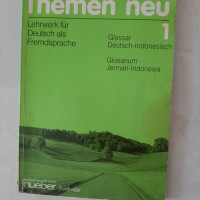 Themen neu
1
Lehrwerk für
Deutsch als
Fremdsprache
Glossar
Deutsch-Indonesisch
Glosarium
Jerman-Indonesia
Hueber